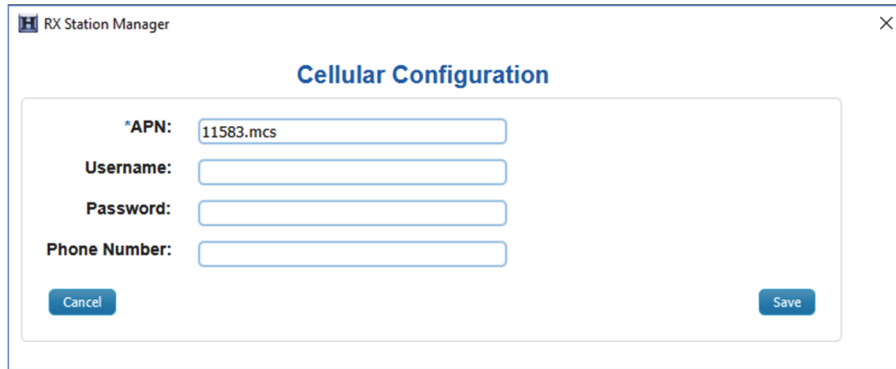 H RX Station Manager
Cellular Configuration
*APN: 11583.mcs
Username:
Password:
Phone Number:
Cancel Save